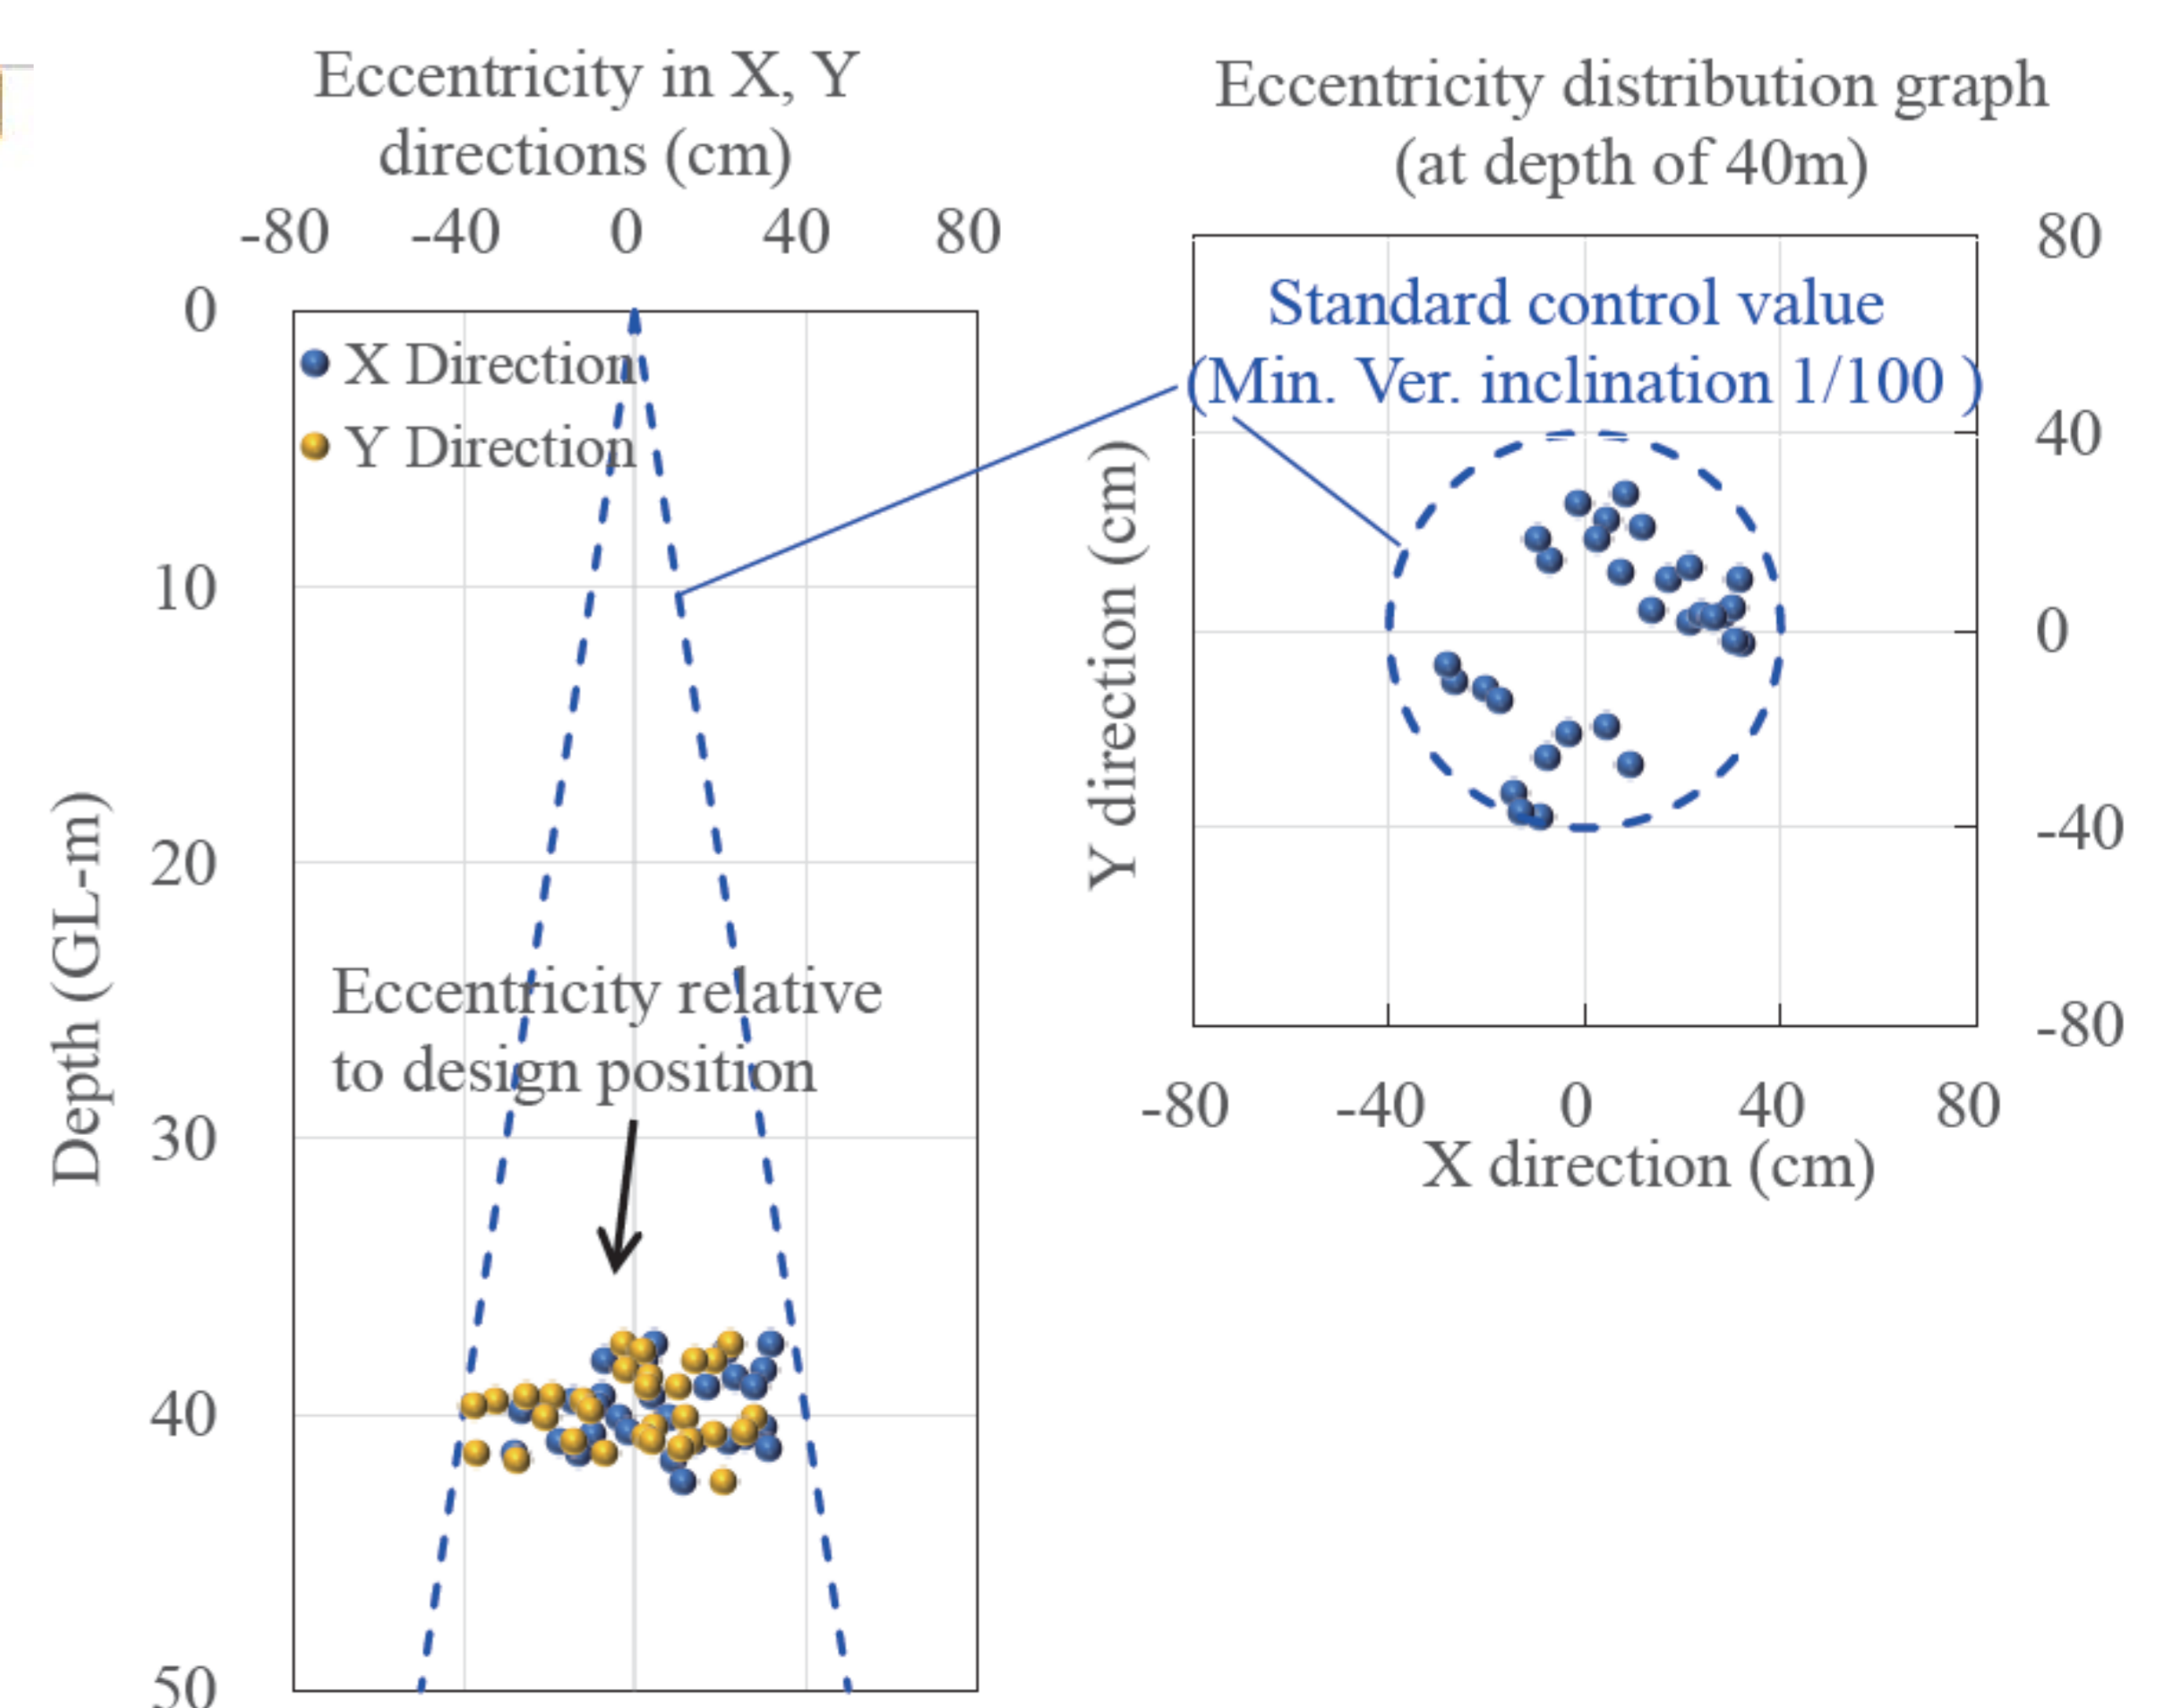 Eccentricity in X, Y
directions (cm)
-80 -40 0 40 80
0
X Direction
Y Direction
10
20
Eccentricity relative
to design position
30
40
50
Depth (GL-m)
Eccentricity distribution graph
(at depth of 40m)
Standard control value
(Min. Ver. inclination 1/100 )
80
40
0
-40
-80
Y direction (cm)
-80 -40 0 40 80
X direction (cm)